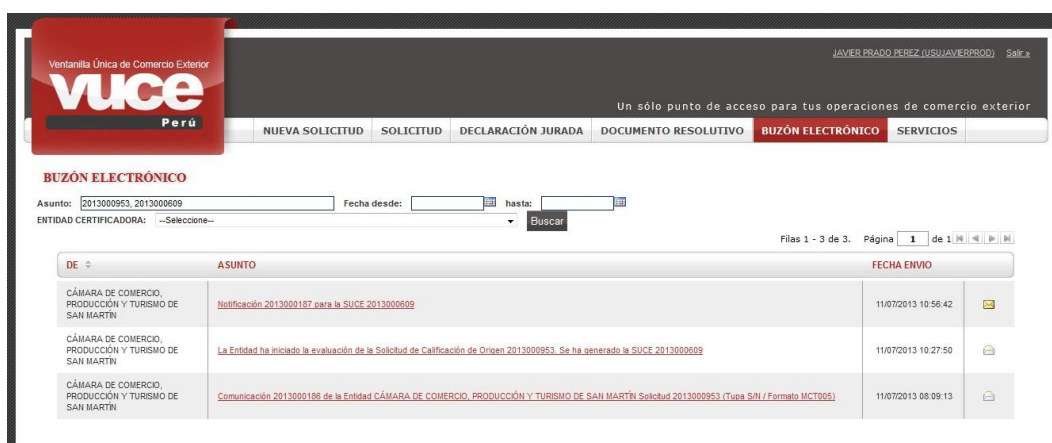 JAVIER PRADO PEREZ (USUJAVIERPROD) Salir »
Ventanilla Única de Comercio Exterior
vuce
Perú
Un sólo punto de acceso para tus operaciones de comercio exterior
NUEVA SOLICITUD SOLICITUD DECLARACIÓN JURADA DOCUMENTO RESOLUTIVO BUZÓN ELECTRÓNICO SERVICIOS
BUZÓN ELECTRÓNICO
Asunto: 2013000953, 2013000609 Fecha desde: hasta:
ENTIDAD CERTIFICADORA: --Seleccione-- Buscar
Filas 1 - 3 de 3. Página 1 de 1
DE ASUNTO FECHA ENVIO
CÁMARA DE COMERCIO,
PRODUCCIÓN Y TURISMO DE
SAN MARTÍN
Notificación 2013000187 para la SUCE 2013000609
11/07/2013 10:56:42
CÁMARA DE COMERCIO,
PRODUCCIÓN Y TURISMO DE
SAN MARTÍN
La Entidad ha iniciado la evaluación de la Solicitud de Calificación de Origen 2013000953. Se ha generado la SUCE 2013000609
11/07/2013 10:27:50
CÁMARA DE COMERCIO,
PRODUCCIÓN Y TURISMO DE
SAN MARTÍN
Comunicación 2013000186 de la Entidad CÁMARA DE COMERCIO, PRODUCCIÓN Y TURISMO DE SAN MARTÍN Solicitud 2013000953 (Tupa S/N / Formato MCT005)
11/07/2013 08:09:13